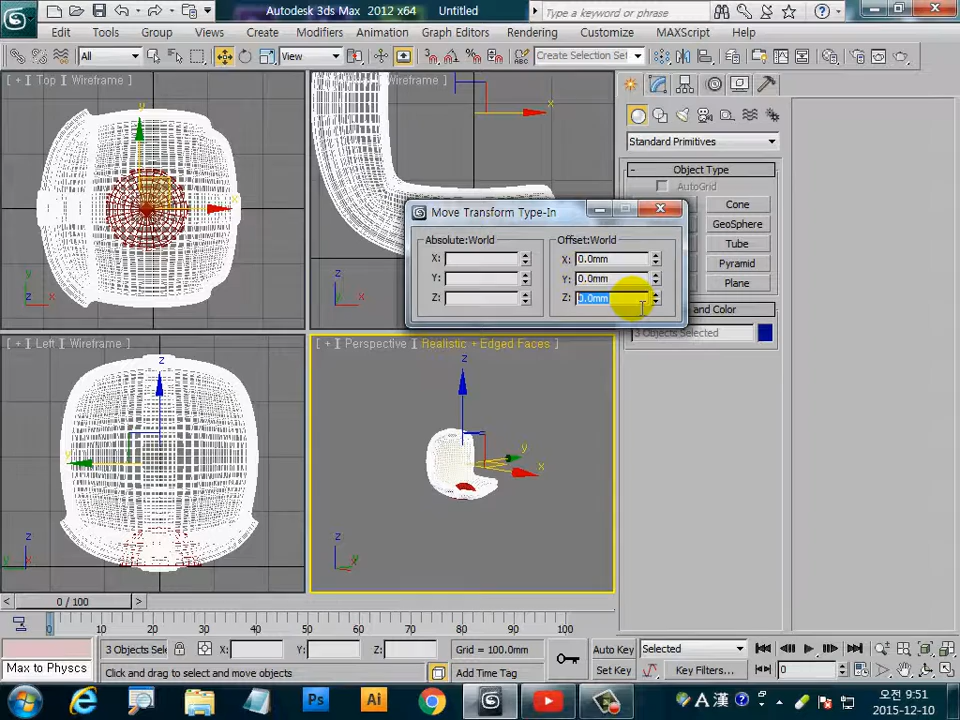 Autodesk 3ds Max 2012 x64 Untitled
Type a keyword or phrase
Edit Tools Group Views Create Modifiers Animation Graph Editors Rendering Customize MAXScript Help
All
View
Create Selection Set
[ + ] Top ] Wireframe ]
Wireframe ]
Standard Primitives
- Object Type
AutoGrid
Cone
GeoSphere
Tube
Pyramid
Plane
and Color
3 Objects Selected
Move Transform Type-In
Absolute:World
X:
Y:
Z:
Offset:World
X: 0.0mm
Y: 0.0mm
Z: 0.0mm
[ + ] Left ] Wireframe ]
[ + ] Perspective ] Realistic + Edged Faces ]
y
x
z
y
x
z
x
z
y
z
y
x
z
y
x
z
x
0 / 100
0 10 20 30 40 50 60 70 80 90 100
3 Objects Sel
X:
Y:
Z:
Grid = 100.0mm
Auto Key
Selected
Max to Physcs
Click and drag to select and move objects
Add Time Tag
Set Key
Key Filters...
0
Ps
Ai
A 漢
오전 9:51
2015-12-10